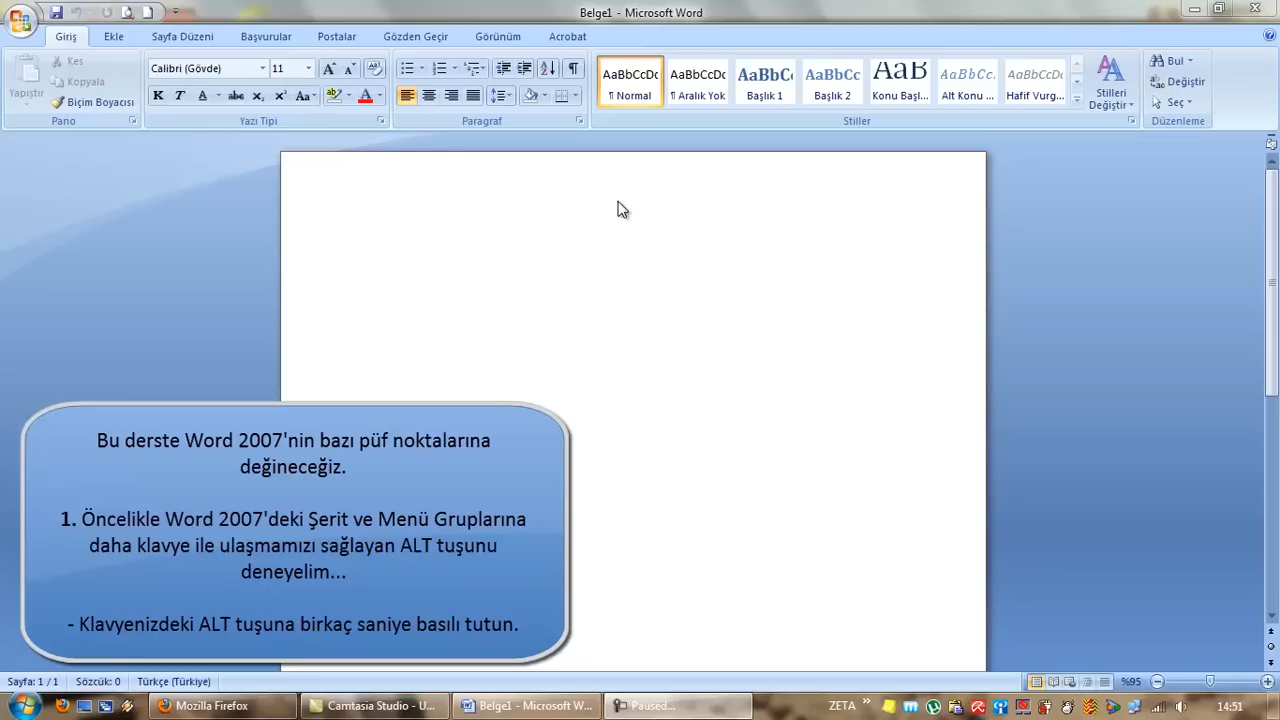 Belge1 - Microsoft Word
Giriş Ekle Sayfa Düzeni Başvurular Postalar Gözden Geçir Görünüm Acrobat
Yapıştır
Kes
Kopyala
Biçim Boyacısı
Pano
Calibri (Gövde) 11
K T A abc x₂ x² Aa
Yazı Tipi
Paragraf
AaBbCcDc AaBbCcDc AaBbCc AaBbCc AaB AaBbCc. AaBbCcDc
¶ Normal ¶ Aralık Yok Başlık 1 Başlık 2 Konu Başl... Alt Konu ... Hafif Vurg...
Stilleri
Değiştir
Stiller
Bul
Değiştir
Seç
Düzenleme
Bu derste Word 2007'nin bazı püf noktalarına
değineceğiz.
1. Öncelikle Word 2007'deki Şerit ve Menü Gruplarına
daha klavye ile ulaşmamızı sağlayan ALT tuşunu
deneyelim...
- Klavyenizdeki ALT tuşuna birkaç saniye basılı tutun.
Sayfa: 1 / 1 Sözcük: 0 Türkçe (Türkiye) %95
Mozilla Firefox Camtasia Studio - U... Belge1 - Microsoft W... Paused... ZETA » 14:51